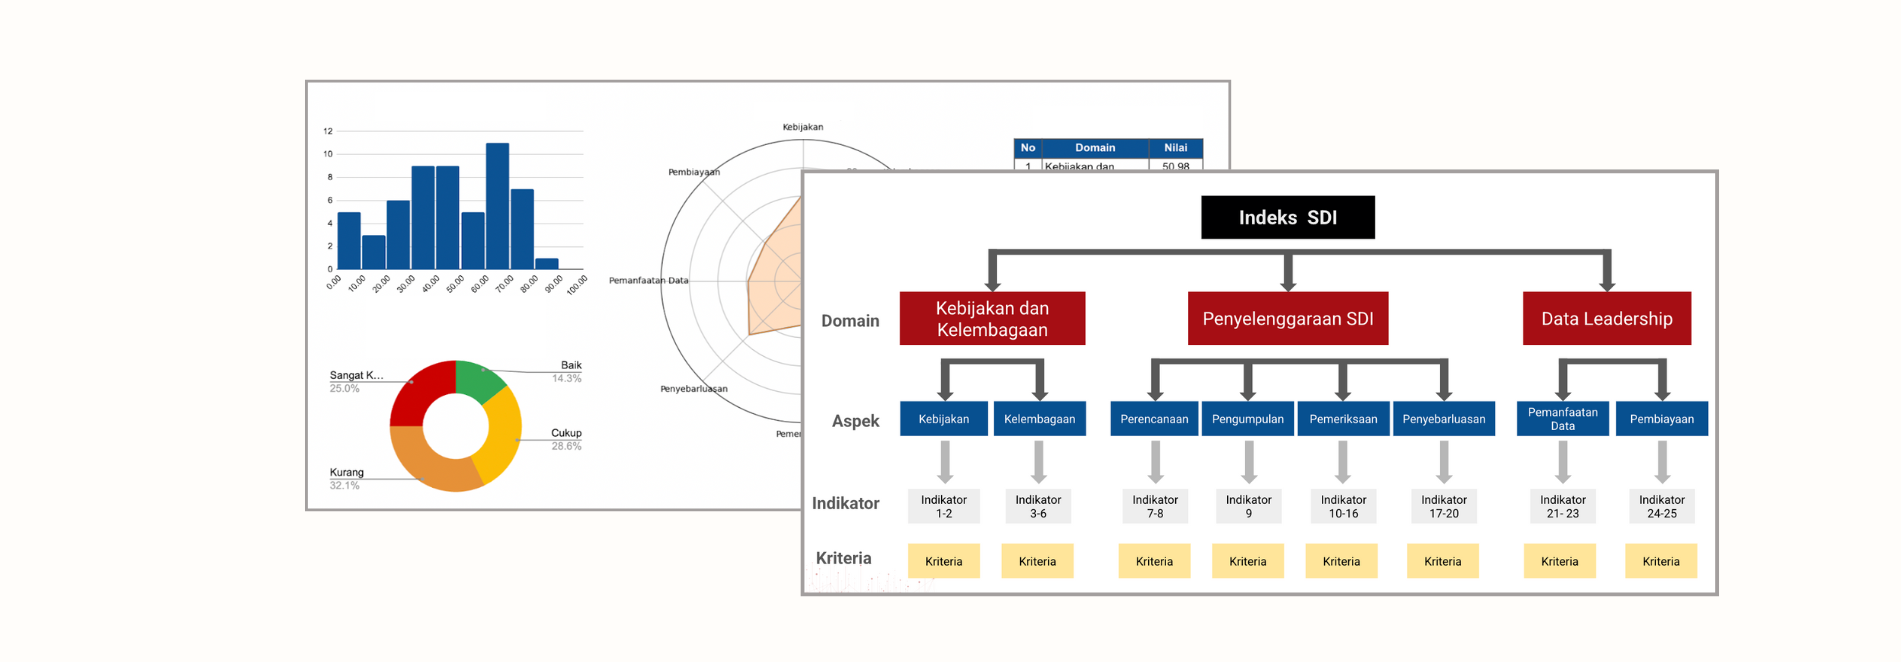 12
10
8
6
4
2
0
0.00
10.00
20.00
30.00
40.00
50.00
60.00
70.00
80.00
90.00
100.00
Sangat K...
25.0%
Baik
14.3%
Cukup
28.6%
Kurang
32.1%
Kebijakan
Pembiayaan
Pemanfaatan Data
Penyebarluasan
No Domain Nilai
1 Kebijakan dan 50.98
Indeks SDI
Domain
Kebijakan dan
Kelembagaan
Penyelenggaraan SDI
Data Leadership
Aspek
Kebijakan
Kelembagaan
Perencanaan
Pengumpulan
Pemeriksaan
Penyebarluasan
Pemanfaatan
Data
Pembiayaan
Indikator
Indikator
1-2
Indikator
3-6
Indikator
7-8
Indikator
9
Indikator
10-16
Indikator
17-20
Indikator
21- 23
Indikator
24-25
Kriteria
Kriteria
Kriteria
Kriteria
Kriteria
Kriteria
Kriteria
Kriteria
Kriteria